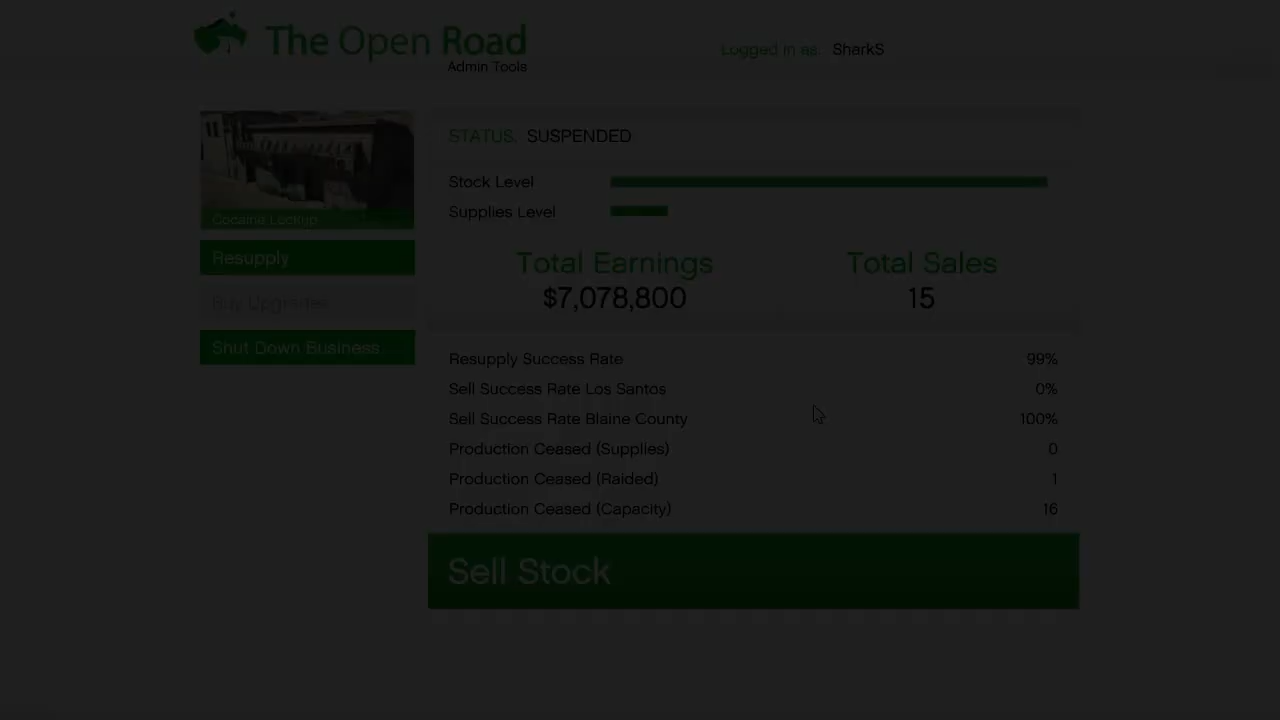 The Open Road
Admin Tools
Logged in as: SharkS
Cocaine Lockup
Resupply
Buy Upgrades
Shut Down Business
STATUS: SUSPENDED
Stock Level
Supplies Level
Total Earnings
$7,078,800
Total Sales
15
Resupply Success Rate 99%
Sell Success Rate Los Santos 0%
Sell Success Rate Blaine County 100%
Production Ceased (Supplies) 0
Production Ceased (Raided) 1
Production Ceased (Capacity) 16
Sell Stock